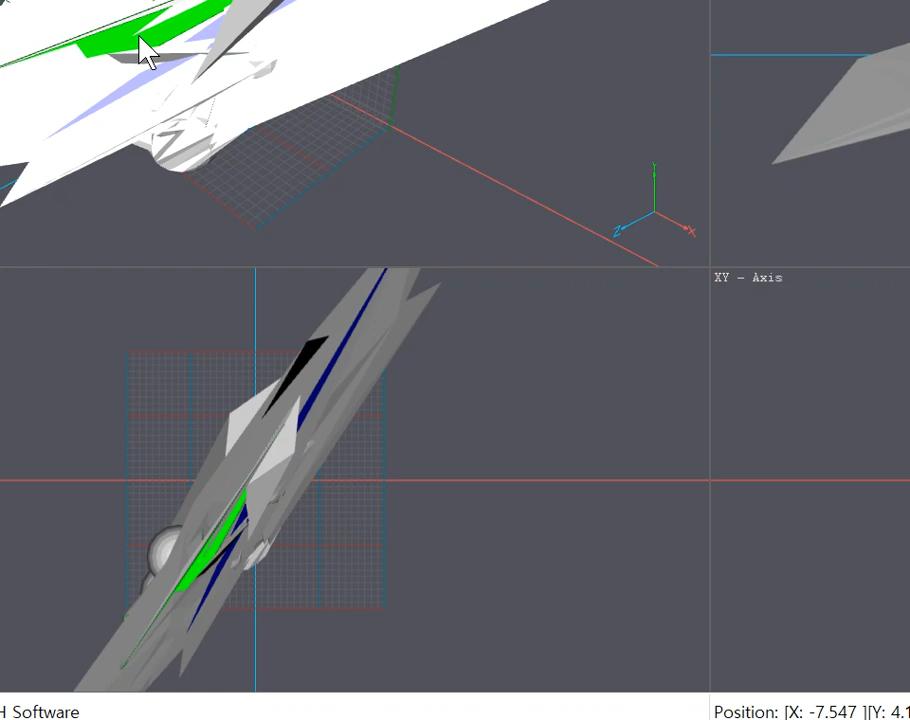 Y
Z
X
XY - Axis
H Software
Position: [X: -7.547 ][Y: 4.1